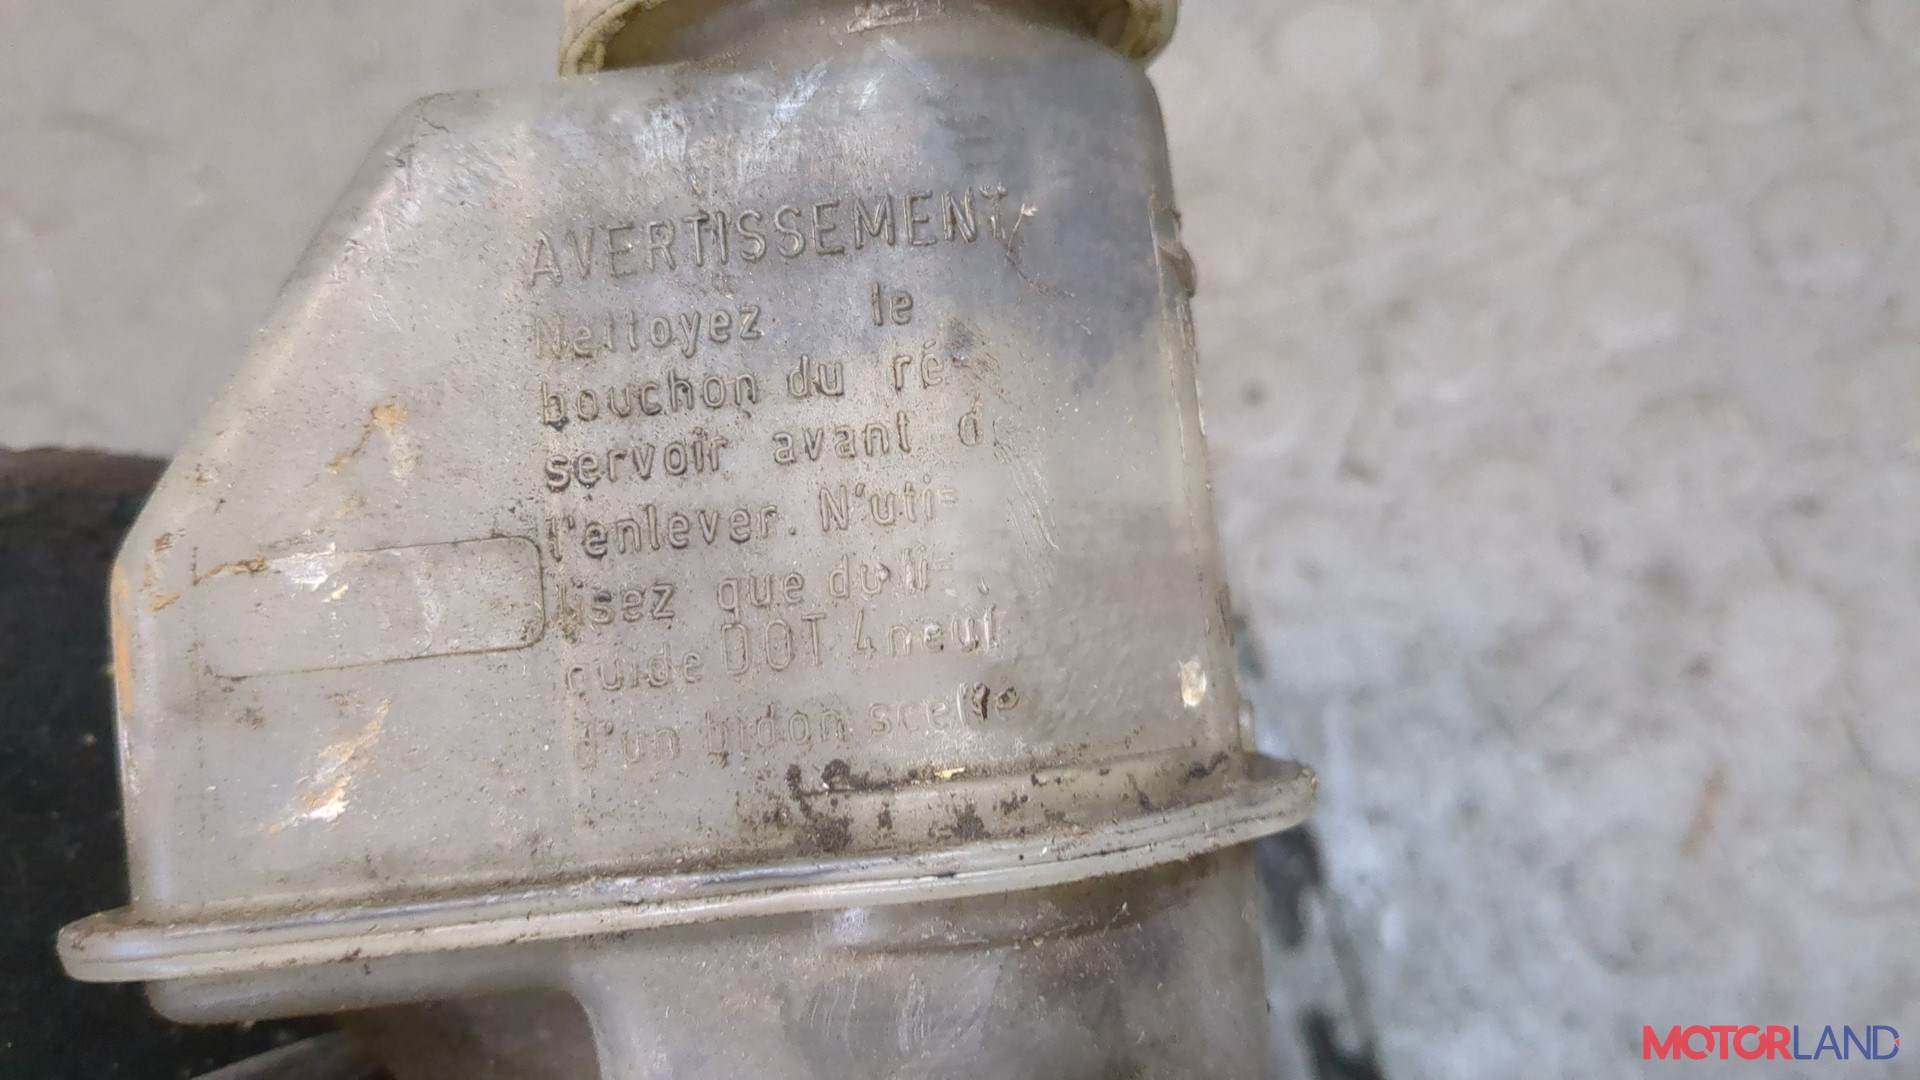 AVERTISSEMENT
Nettoyez le
bouchon du ré-
servoir avant de
l'enlever. N'uti-
lisez que du li-
quide DOT 4 neuf
d'un bidon scellé
MOTORLAND